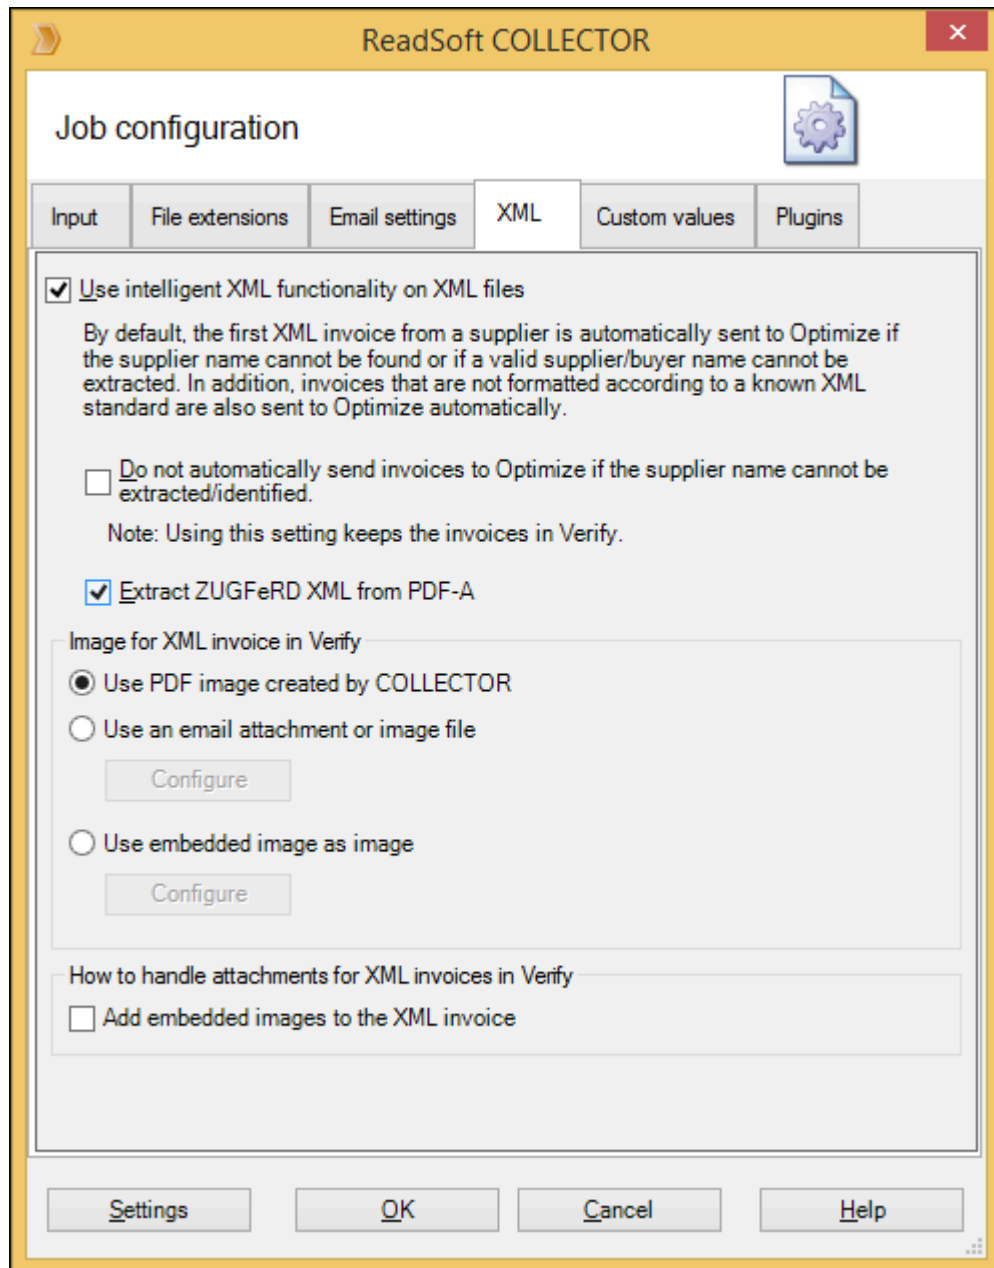 ReadSoft COLLECTOR
Job configuration
Input
File extensions
Email settings
XML
Custom values
Plugins
Use intelligent XML functionality on XML files
By default, the first XML invoice from a supplier is automatically sent to Optimize if
the supplier name cannot be found or if a valid supplier/buyer name cannot be
extracted. In addition, invoices that are not formatted according to a known XML
standard are also sent to Optimize automatically.
Do not automatically send invoices to Optimize if the supplier name cannot be
extracted/identified.
Note: Using this setting keeps the invoices in Verify.
Extract ZUGFeRD XML from PDF-A
Image for XML invoice in Verify
Use PDF image created by COLLECTOR
Use an email attachment or image file
Configure
Use embedded image as image
Configure
How to handle attachments for XML invoices in Verify
Add embedded images to the XML invoice
Settings
OK
Cancel
Help